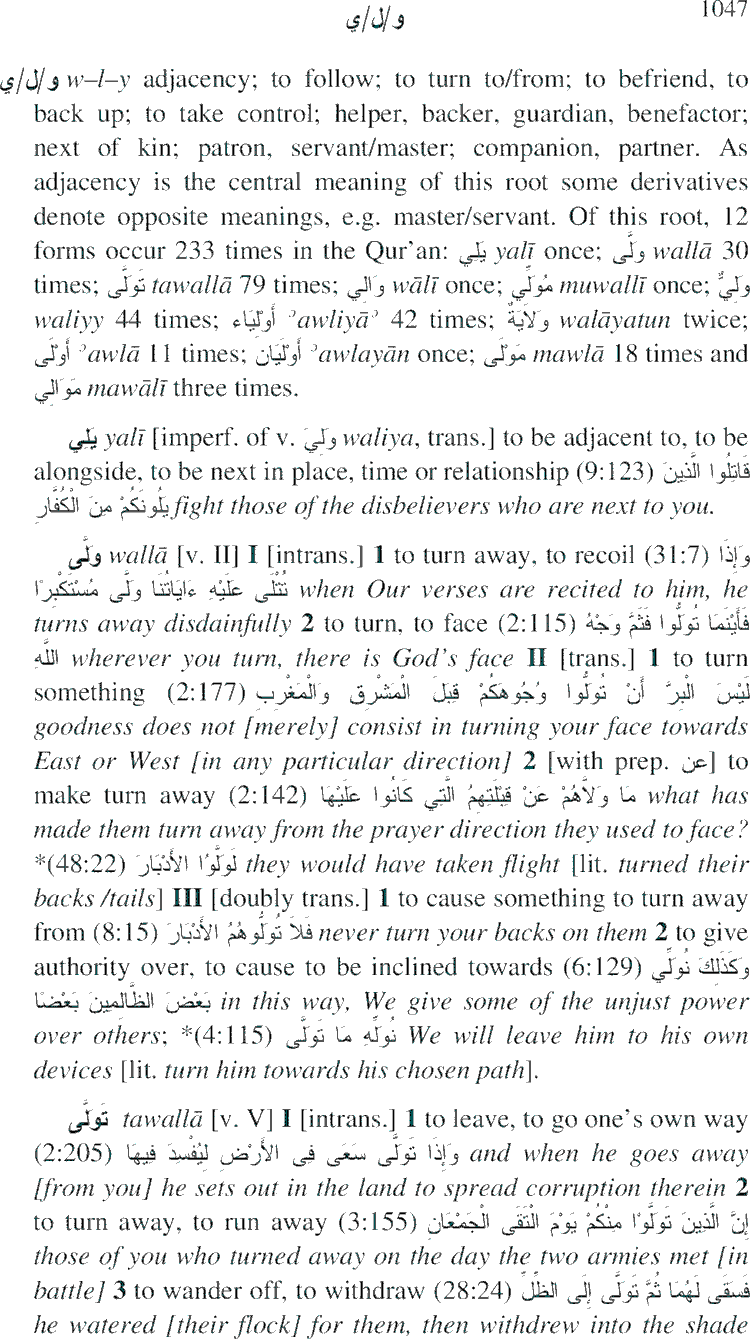 1047
و/ل/ي
و/ل/ي w–l–y adjacency; to follow; to turn to/from; to befriend, to
back up; to take control; helper, backer, guardian, benefactor;
next of kin; patron, servant/master; companion, partner. As
adjacency is the central meaning of this root some derivatives
denote opposite meanings, e.g. master/servant. Of this root, 12
forms occur 233 times in the Qur’an: يَلِي yalī once; وَلَّى wallā 30
times; تَوَلَّى tawallā 79 times; وَالِي wālī once; مُوَلِّي muwallī once; وَلِيٌّ
waliyy 44 times; أَوْلِيَاء ʾawliyāʾ 42 times; وَلَايَةٌ walāyatun twice;
أَوْلَى ʾawlā 11 times; أَوْلَيَان ʾawlayān once; مَوْلَى mawlā 18 times and
مَوَالِي mawālī three times.
يَلِي yalī [imperf. of v. وَلِيَ waliya, trans.] to be adjacent to, to be
alongside, to be next in place, time or relationship (9:123) قَاتِلُوا الَّذِينَ
يَلُونَكُمْ مِنَ الْكُفَّارِ fight those of the disbelievers who are next to you.
وَلَّى wallā [v. II] I [intrans.] 1 to turn away, to recoil (31:7) وَإِذَا
تُتْلَى عَلَيْهِ ءَايَاتُنَا وَلَّى مُسْتَكْبِرًا when Our verses are recited to him, he
turns away disdainfully 2 to turn, to face (2:115) فَأَيْنَمَا تُوَلُّوا فَثَمَّ وَجْهُ
اللَّهِ wherever you turn, there is God’s face II [trans.] 1 to turn
something (2:177) لَيْسَ الْبِرَّ أَنْ تُوَلُّوا وُجُوهَكُمْ قِبَلَ الْمَشْرِقِ وَالْمَغْرِبِ
goodness does not [merely] consist in turning your face towards
East or West [in any particular direction] 2 [with prep. عن] to
make turn away (2:142) مَا وَلَّاهُمْ عَنْ قِبْلَتِهِمُ الَّتِي كَانُوا عَلَيْهَا what has
made them turn away from the prayer direction they used to face?
*(48:22) لَوَلَّوُا الأَدْبَارَ they would have taken flight [lit. turned their
backs /tails] III [doubly trans.] 1 to cause something to turn away
from (8:15) فَلَا تُوَلُّوهُمُ الأَدْبَارَ never turn your backs on them 2 to give
authority over, to cause to be inclined towards (6:129) وَكَذَلِكَ نُوَلِّي
بَعْضَ الظَّالِمِينَ بَعْضًا in this way, We give some of the unjust power
over others; *(4:115) نُوَلِّهِ مَا تَوَلَّى We will leave him to his own
devices [lit. turn him towards his chosen path].
تَوَلَّى tawallā [v. V] I [intrans.] 1 to leave, to go one’s own way
(2:205) وَإِذَا تَوَلَّى سَعَى فِى الأَرْضِ لِيُفْسِدَ فِيهَا and when he goes away
[from you] he sets out in the land to spread corruption therein 2
to turn away, to run away (3:155) إِنَّ الَّذِينَ تَوَلَّوْا مِنْكُمْ يَوْمَ الْتَقَى الْجَمْعَانِ
those of you who turned away on the day the two armies met [in
battle] 3 to wander off, to withdraw (28:24) فَسَقَى لَهُمَا ثُمَّ تَوَلَّى إِلَى الظِّلِّ
he watered [their flock] for them, then withdrew into the shade